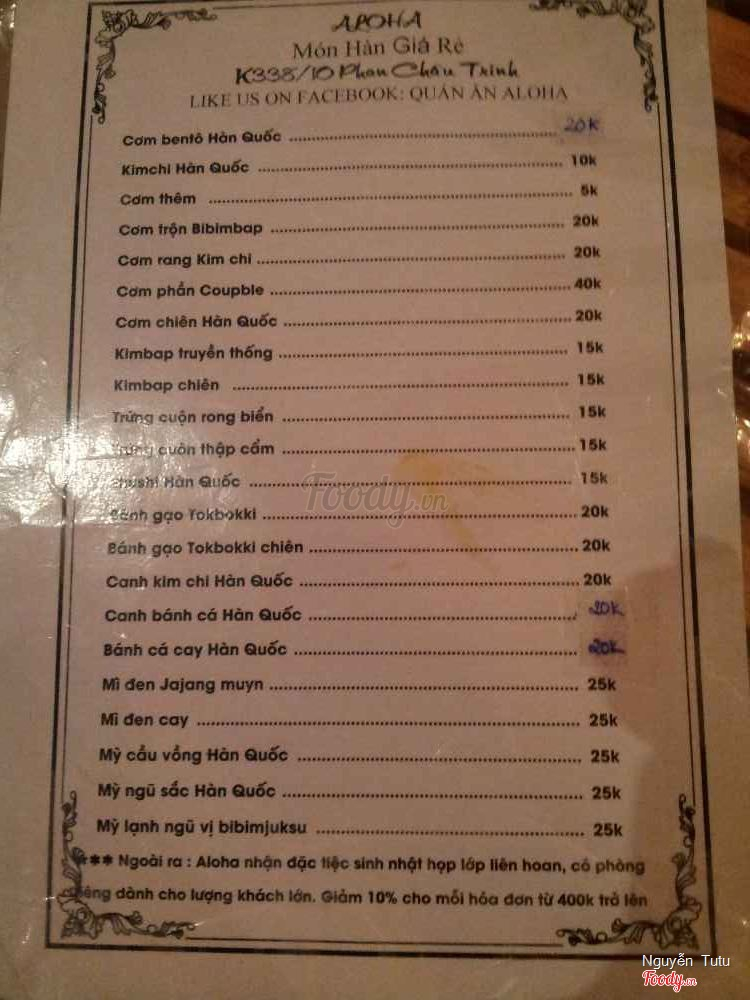 ALOHA
Món Hàn Giá Rẻ
K338/10 Phan Châu Trinh
LIKE US ON FACEBOOK: QUÁN ĂN ALOHA
Cơm bentô Hàn Quốc 20K
Kimchi Hàn Quốc 10k
Cơm thêm 5k
Cơm trộn Bibimbap 20k
Cơm rang Kim chi 20k
Cơm phần Coupble 40k
Cơm chiên Hàn Quốc 20k
Kimbap truyền thống 15k
Kimbap chiên 15k
Trứng cuộn rong biển 15k
Trứng cuôn thập cẩm 15k
Shushi Hàn Quốc 15k
Bánh gạo Tokbokki 20k
Bánh gạo Tokbokki chiên 20k
Canh kim chi Hàn Quốc 20k
Canh bánh cá Hàn Quốc 20K
Bánh cá cay Hàn Quốc 20K
Mì đen Jajang muyn 25k
Mì đen cay 25k
Mỳ cầu vồng Hàn Quốc 25k
Mỳ ngũ sắc Hàn Quốc 25k
Mỳ lạnh ngũ vị bibimjuksu 25k
*** Ngoài ra : Aloha nhận đặc tiệc sinh nhật họp lớp liên hoan, có phòng
riêng dành cho lượng khách lớn. Giảm 10% cho mỗi hóa đơn từ 400k trở lên
Foody.vn
Nguyễn Tutu
Foody.vn